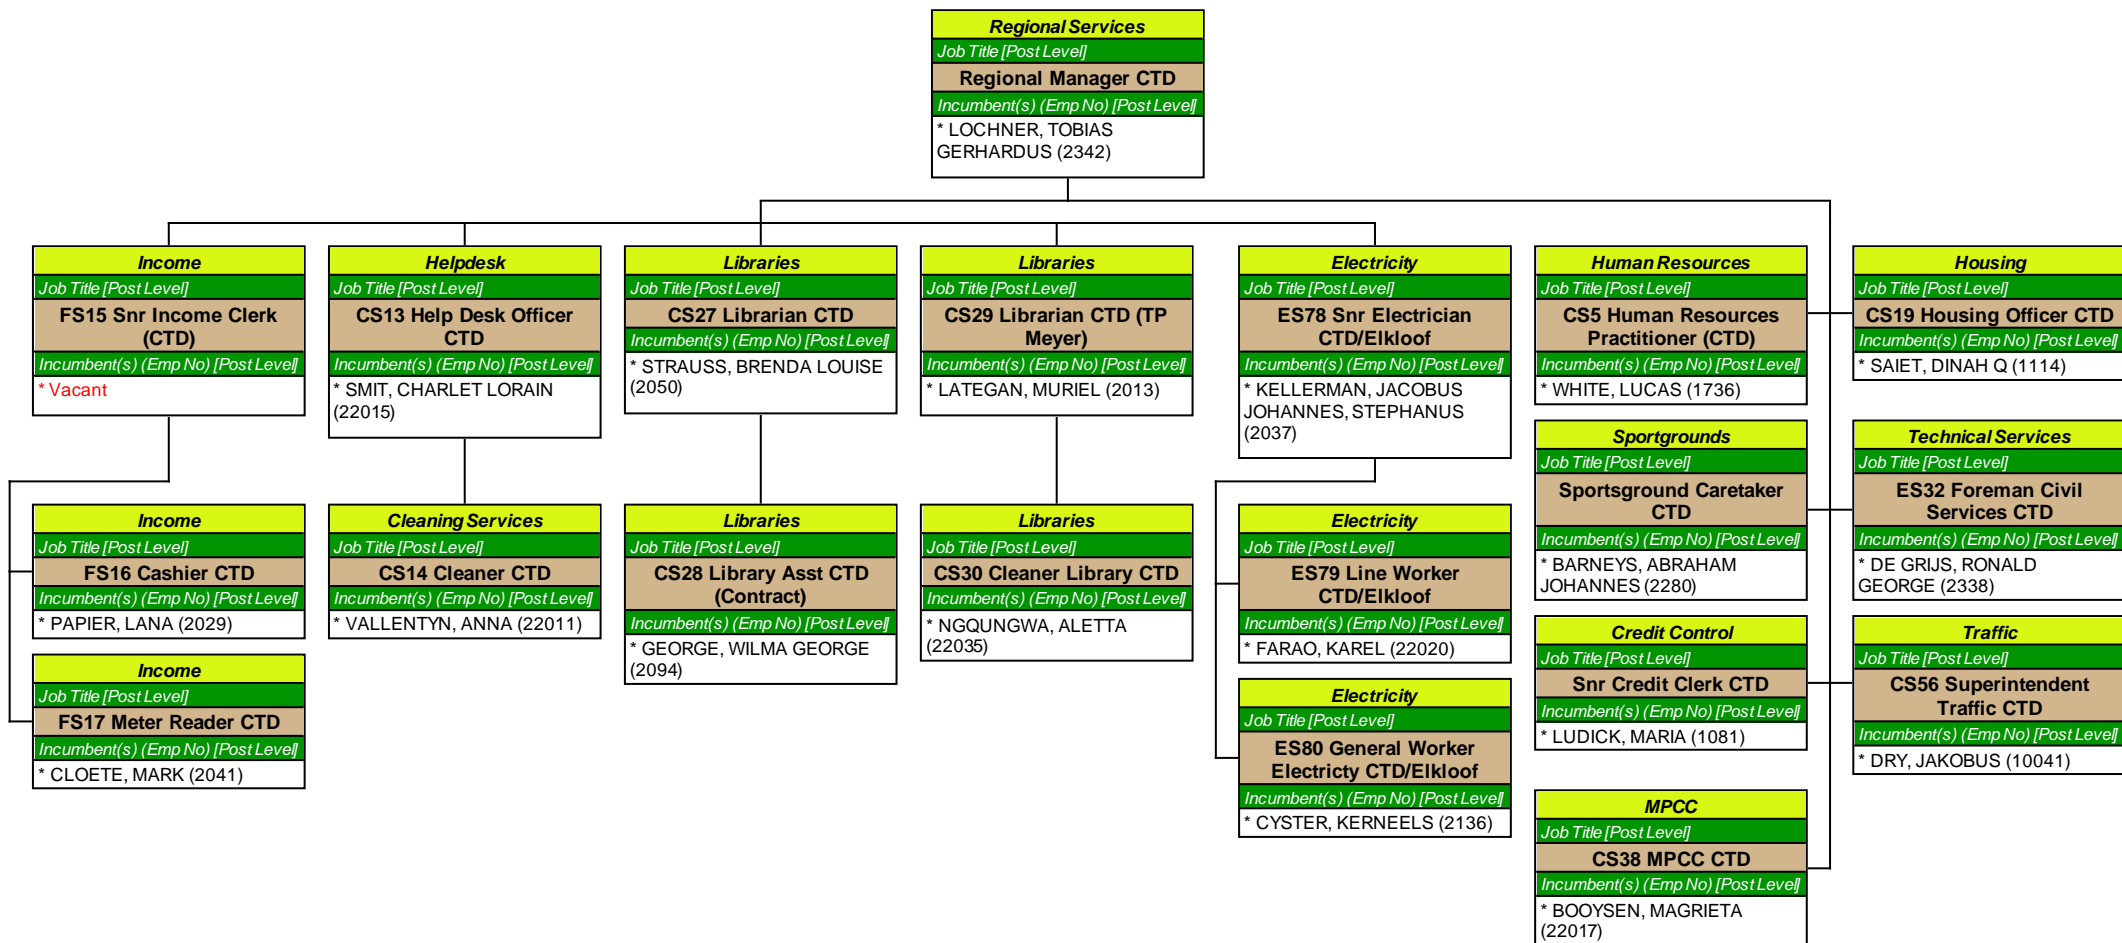 Regional Services
Job Title [Post Level]
Regional Manager CTD
Incumbent(s) (Emp No) [Post Level]
* LOCHNER, TOBIAS
GERHARDUS (2342)
Income
Job Title [Post Level]
FS15 Snr Income Clerk
(CTD)
Incumbent(s) (Emp No) [Post Level]
* Vacant
Helpdesk
Job Title [Post Level]
CS13 Help Desk Officer
CTD
Incumbent(s) (Emp No) [Post Level]
* SMIT, CHARLET LORAIN
(22015)
Libraries
Job Title [Post Level]
CS27 Librarian CTD
Incumbent(s) (Emp No) [Post Level]
* STRAUSS, BRENDA LOUISE
(2050)
Libraries
Job Title [Post Level]
CS29 Librarian CTD (TP
Meyer)
Incumbent(s) (Emp No) [Post Level]
* LATEGAN, MURIEL (2013)
Electricity
Job Title [Post Level]
ES78 Snr Electrician
CTD/Elkloof
Incumbent(s) (Emp No) [Post Level]
* KELLERMAN, JACOBUS
JOHANNES, STEPHANUS
(2037)
Human Resources
Job Title [Post Level]
CS5 Human Resources
Practitioner (CTD)
Incumbent(s) (Emp No) [Post Level]
* WHITE, LUCAS (1736)
Housing
Job Title [Post Level]
CS19 Housing Officer CTD
Incumbent(s) (Emp No) [Post Level]
* SAIET, DINAH Q (1114)
Sportgrounds
Job Title [Post Level]
Sportsground Caretaker
CTD
Incumbent(s) (Emp No) [Post Level]
* BARNEYS, ABRAHAM
JOHANNES (2280)
Technical Services
Job Title [Post Level]
ES32 Foreman Civil
Services CTD
Incumbent(s) (Emp No) [Post Level]
* DE GRIJS, RONALD
GEORGE (2338)
Income
Job Title [Post Level]
FS16 Cashier CTD
Incumbent(s) (Emp No) [Post Level]
* PAPIER, LANA (2029)
Cleaning Services
Job Title [Post Level]
CS14 Cleaner CTD
Incumbent(s) (Emp No) [Post Level]
* VALLENTYN, ANNA (22011)
Libraries
Job Title [Post Level]
CS28 Library Asst CTD
(Contract)
Incumbent(s) (Emp No) [Post Level]
* GEORGE, WILMA GEORGE
(2094)
Libraries
Job Title [Post Level]
CS30 Cleaner Library CTD
Incumbent(s) (Emp No) [Post Level]
* NGQUNGWA, ALETTA
(22035)
Electricity
Job Title [Post Level]
ES79 Line Worker
CTD/Elkloof
Incumbent(s) (Emp No) [Post Level]
* FARAO, KAREL (22020)
Credit Control
Job Title [Post Level]
Snr Credit Clerk CTD
Incumbent(s) (Emp No) [Post Level]
* LUDICK, MARIA (1081)
Traffic
Job Title [Post Level]
CS56 Superintendent
Traffic CTD
Incumbent(s) (Emp No) [Post Level]
* DRY, JAKOBUS (10041)
Income
Job Title [Post Level]
FS17 Meter Reader CTD
Incumbent(s) (Emp No) [Post Level]
* CLOETE, MARK (2041)
Electricity
Job Title [Post Level]
ES80 General Worker
Electricty CTD/Elkloof
Incumbent(s) (Emp No) [Post Level]
* CYSTER, KERNEELS (2136)
MPCC
Job Title [Post Level]
CS38 MPCC CTD
Incumbent(s) (Emp No) [Post Level]
* BOOYSEN, MAGRIETA
(22017)